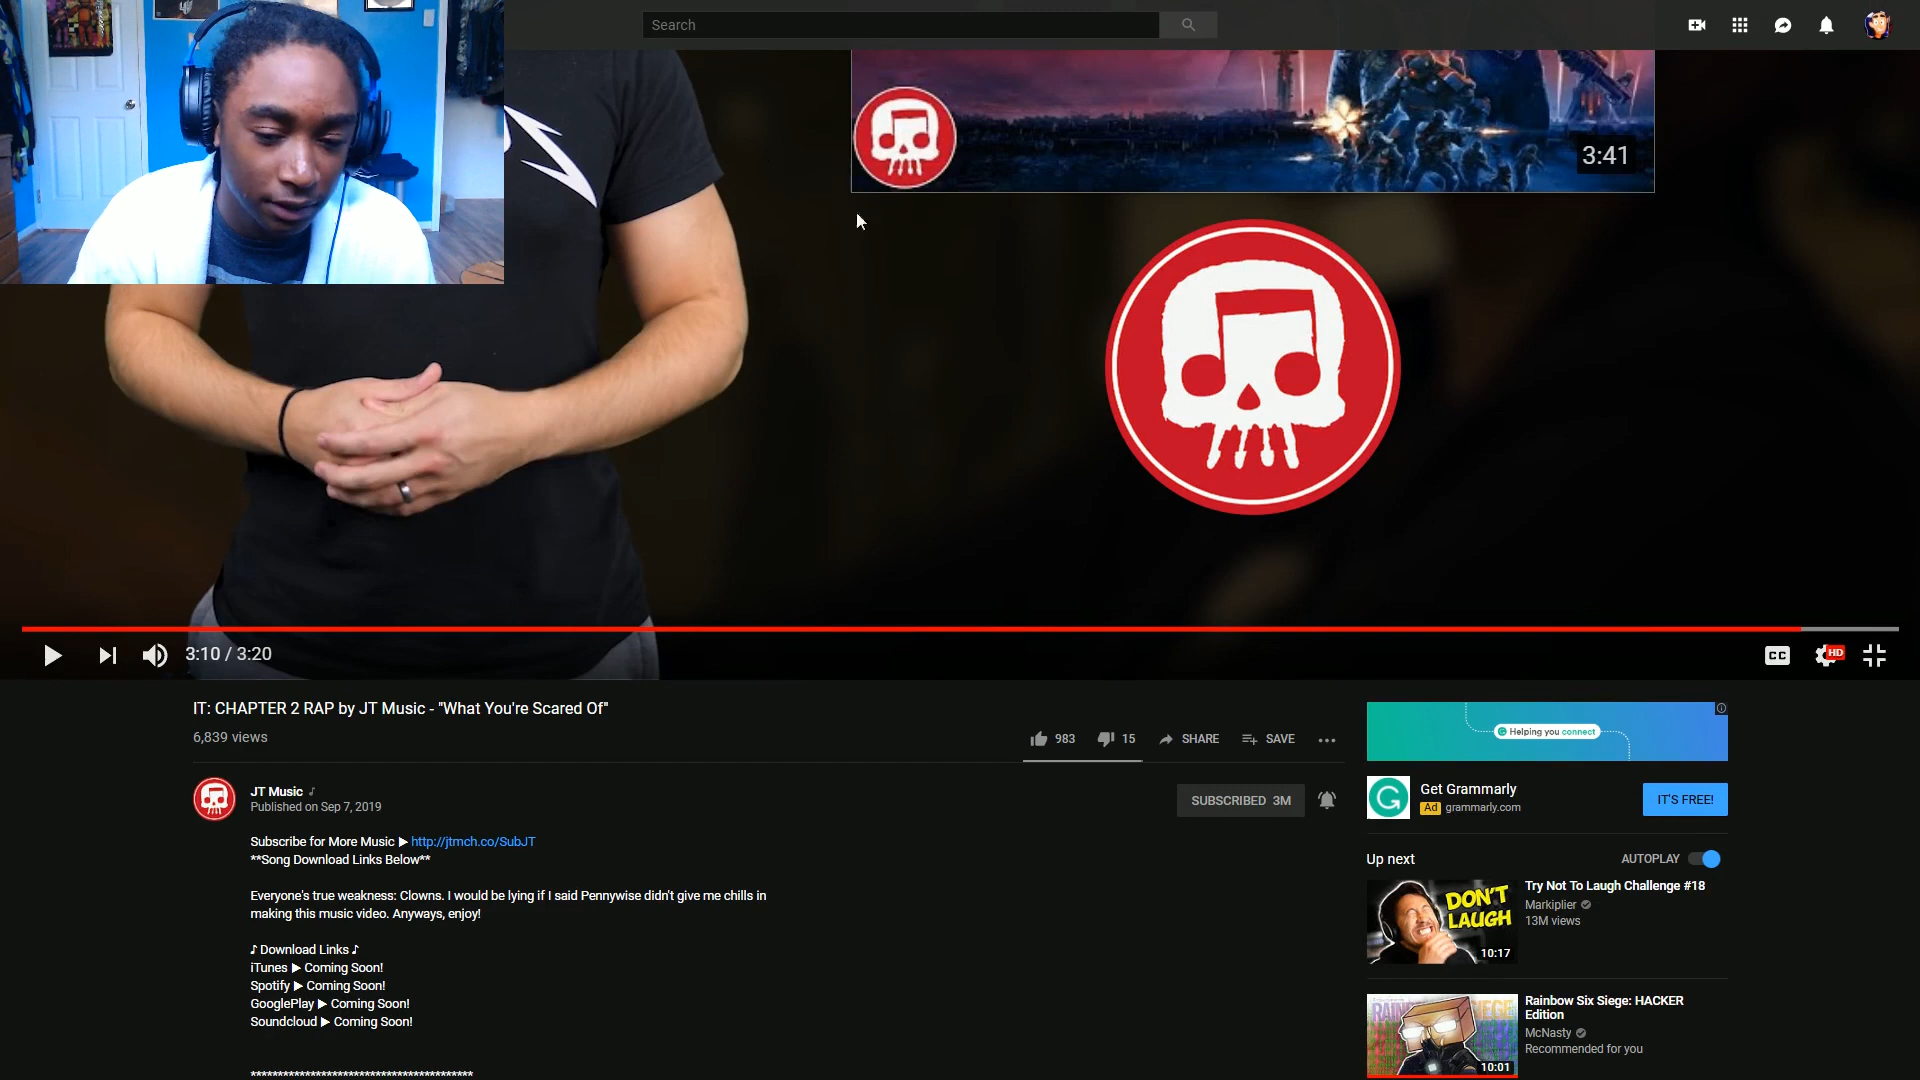 Search
3:41
3:10 / 3:20
CC
HD
IT: CHAPTER 2 RAP by JT Music - "What You're Scared Of"
6,839 views
983
15
SHARE
SAVE
JT Music ♪
Published on Sep 7, 2019
SUBSCRIBED 3M
Subscribe for More Music ▶ http://jtmch.co/SubJT
**Song Download Links Below**
Everyone's true weakness: Clowns. I would be lying if I said Pennywise didn't give me chills in
making this music video. Anyways, enjoy!
♪ Download Links ♪
iTunes ▶ Coming Soon!
Spotify ▶ Coming Soon!
GooglePlay ▶ Coming Soon!
Soundcloud ▶ Coming Soon!
******************************************
Helping you connect
Get Grammarly
Ad grammarly.com
IT'S FREE!
Up next
AUTOPLAY
DON'T
LAUGH
10:17
Try Not To Laugh Challenge #18
Markiplier
13M views
10:01
Rainbow Six Siege: HACKER
Edition
McNasty
Recommended for you